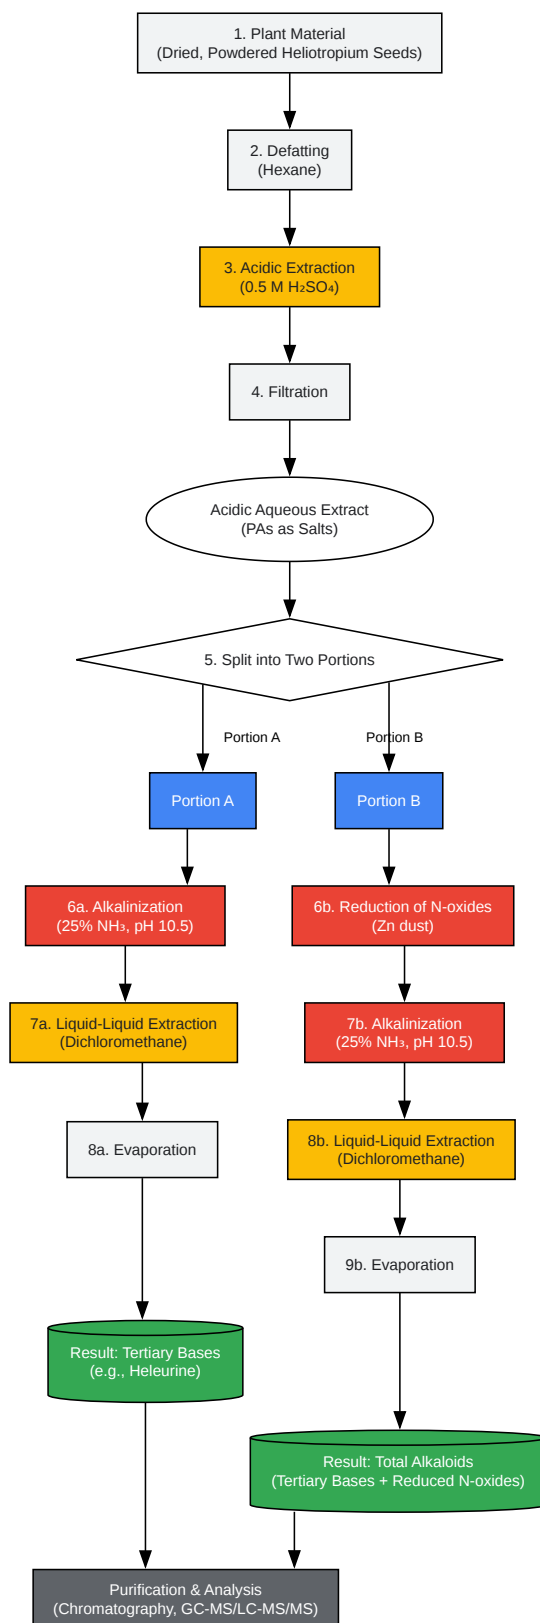 1. Plant Material
(Dried, Powdered Heliotropium Seeds)
2. Defatting
(Hexane)
3. Acidic Extraction
(0.5 M H₂SO₄)
4. Filtration
Acidic Aqueous Extract
(PAs as Salts)
5. Split into Two Portions
Portion A
Portion B
Portion A
Portion B
6a. Alkalinization
(25% NH₃, pH 10.5)
6b. Reduction of N-oxides
(Zn dust)
7a. Liquid-Liquid Extraction
(Dichloromethane)
7b. Alkalinization
(25% NH₃, pH 10.5)
8a. Evaporation
8b. Liquid-Liquid Extraction
(Dichloromethane)
9b. Evaporation
Result: Tertiary Bases
(e.g., Heleurine)
Result: Total Alkaloids
(Tertiary Bases + Reduced N-oxides)
Purification & Analysis
(Chromatography, GC-MS/LC-MS/MS)